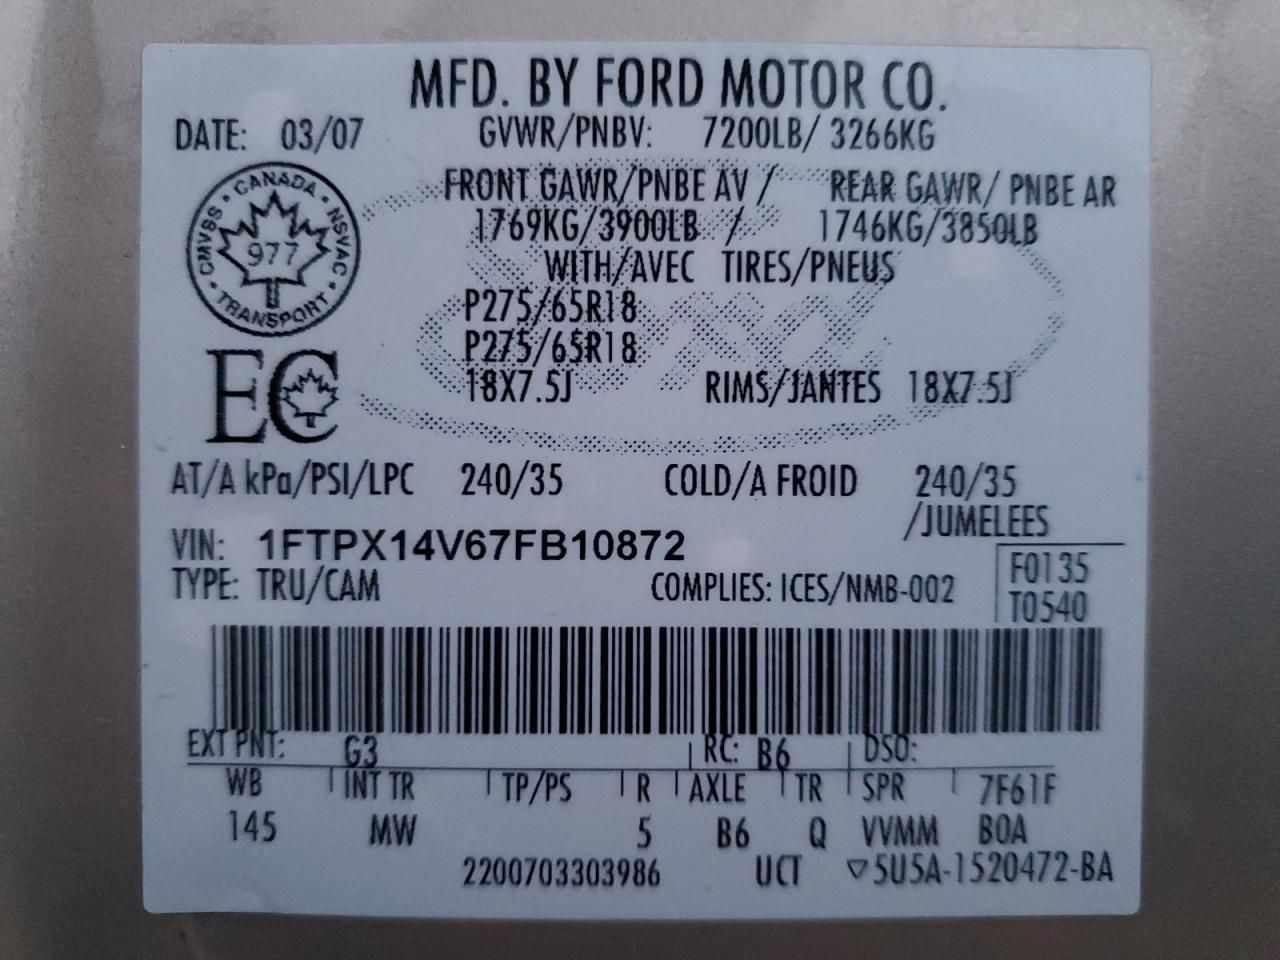 MFD. BY FORD MOTOR CO.
DATE: 03/07 GVWR/PNBV: 7200LB/ 3266KG
CANADA · NSVAC · TRANSPORT · CMVSS
977
EC
FRONT GAWR/PNBE AV / REAR GAWR/ PNBE AR
1769KG/3900LB / 1746KG/3850LB
WITH/AVEC TIRES/PNEUS
P275/65R18
P275/65R18
18X7.5J RIMS/JANTES 18X7.5J
AT/A kPa/PSI/LPC 240/35 COLD/A FROID 240/35
/JUMELEES
VIN: 1FTPX14V67FB10872
F0135
TYPE: TRU/CAM COMPLIES: ICES/NMB-002
T0540
EXT PNT: G3 RC: B6 DSO:
WB INT TR TP/PS R AXLE TR SPR 7F61F
145 MW 5 B6 Q VVMM BOA
2200703303986 UCT ▽5U5A-1520472-BA
Ford